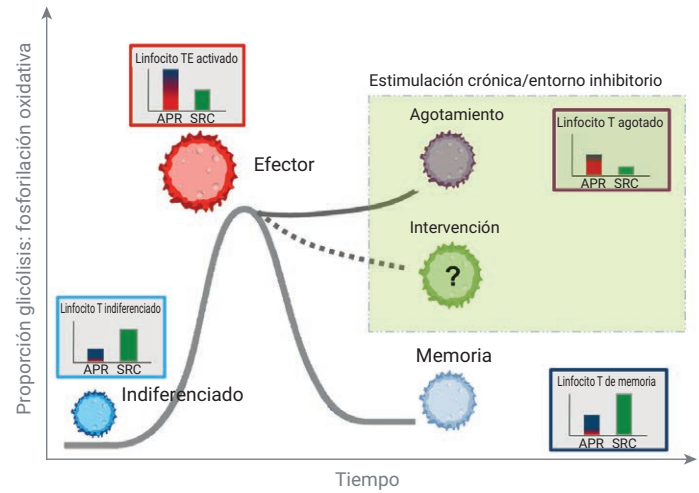 Proporción glicólisis: fosforilación oxidativa
Linfocito TE activado
APR SRC
Efector
Estimulación crónica/entorno inhibitorio
Agotamiento
Linfocito T agotado
APR SRC
Intervención
?
Linfocito T indiferenciado
APR SRC
Indiferenciado
Memoria
Linfocito T de memoria
APR SRC
Tiempo